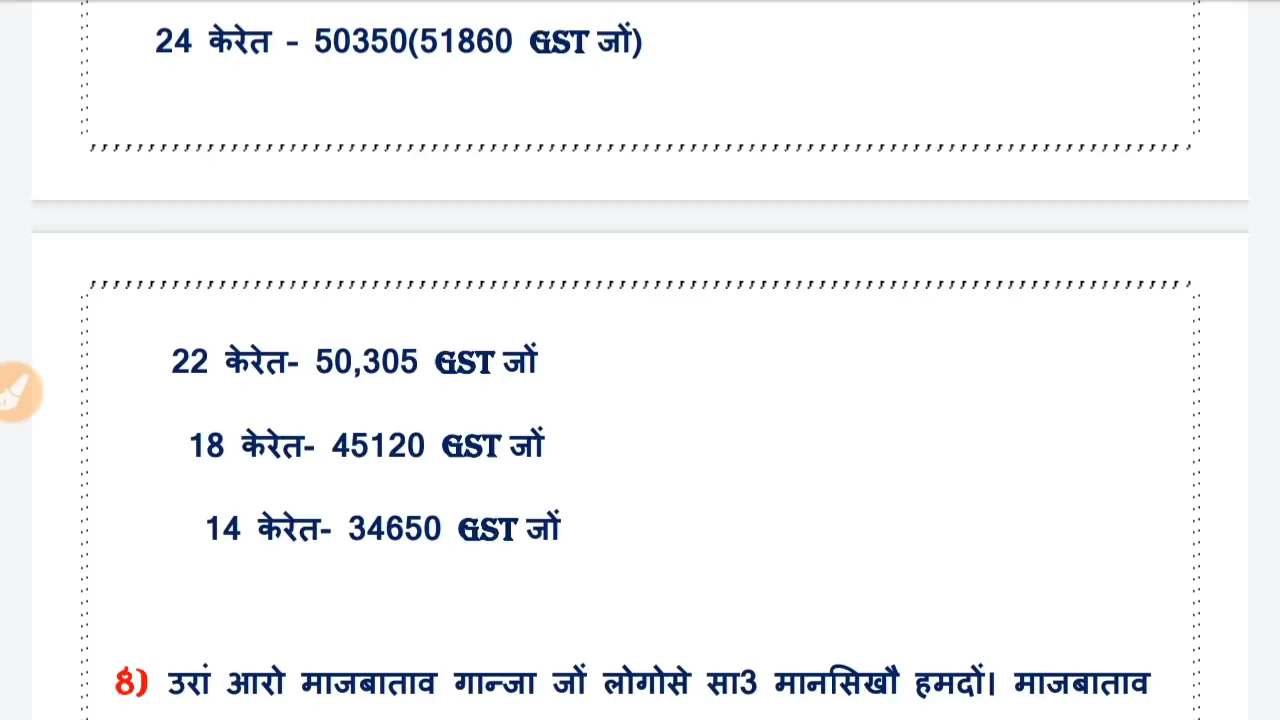 24 केरेत - 50350(51860 GST जों)
22 केरेत- 50,305 GST जों
18 केरेत- 45120 GST जों
14 केरेत- 34650 GST जों
8) उरां आरो माजबाताव गान्जा जों लोगोसे सा3 मानसिखौ हमदों। माजबाताव